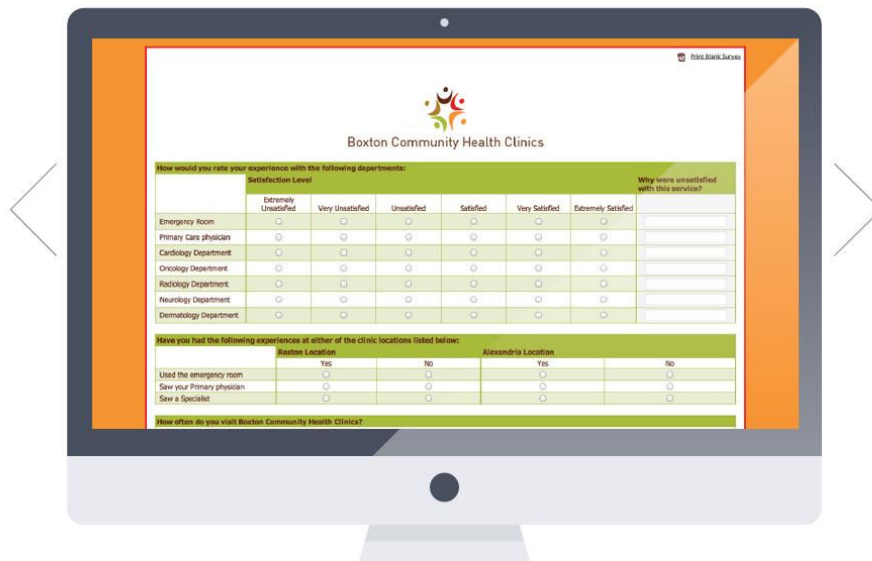 Print Blank Survey
Boxton Community Health Clinics
How would you rate your experience with the following departments:
Satisfaction Level
Why were unsatisfied
with this service?
Extremely
Unsatisfied
Very Unsatisfied
Unsatisfied
Satisfied
Very Satisfied
Extremely Satisfied
Emergency Room
Primary Care physician
Cardiology Department
Oncology Department
Radiology Department
Neurology Department
Dermatology Department
Have you had the following experiences at either of the clinic locations listed below:
Reston Location
Alexandria Location
Yes
No
Yes
No
Used the emergency room
Saw your Primary physician
Saw a Specialist
How often do you visit Boxton Community Health Clinics?